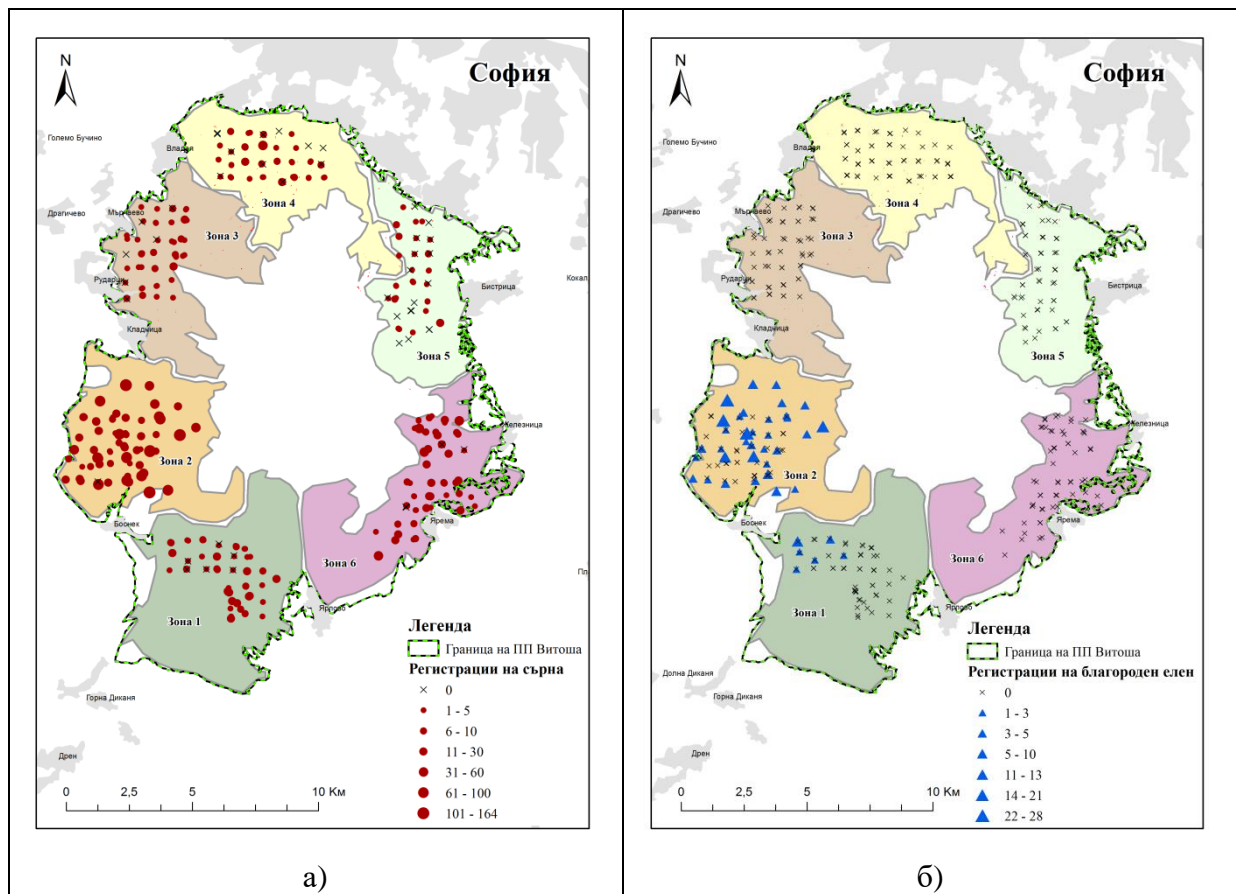 N
София
Големо Бучино
Владая
Драгичево
Мърчаево
Зона 4
Зона 3
Кокал
Рударци
Бистрица
Кладница
Зона 5
Железница
Зона 2
Боснек
Ярема
Зона 6
Пл
Ярлово
Зона 1
Легенда
Граница на ПП Витоша
Регистрации на сърна
0
1 - 5
6 - 10
11 - 30
31 - 60
61 - 100
101 - 164
Горна Диканя
Дрен
0 2,5 5 10 Км
а)
N
София
Големо Бучино
Владая
Драгичево
Мърчаево
Зона 4
Зона 3
Рударци
Бистрица
Кладница
Зона 5
Железница
Зона 2
Боснек
Ярема
Зона 6
Ярлово
Зона 1
Легенда
Граница на ПП Витоша
Регистрации на благороден елен
0
1 - 3
3 - 5
5 - 10
11 - 13
14 - 21
22 - 28
Долна Диканя
Горна Диканя
Дрен
0 2,5 5 10 Км
б)